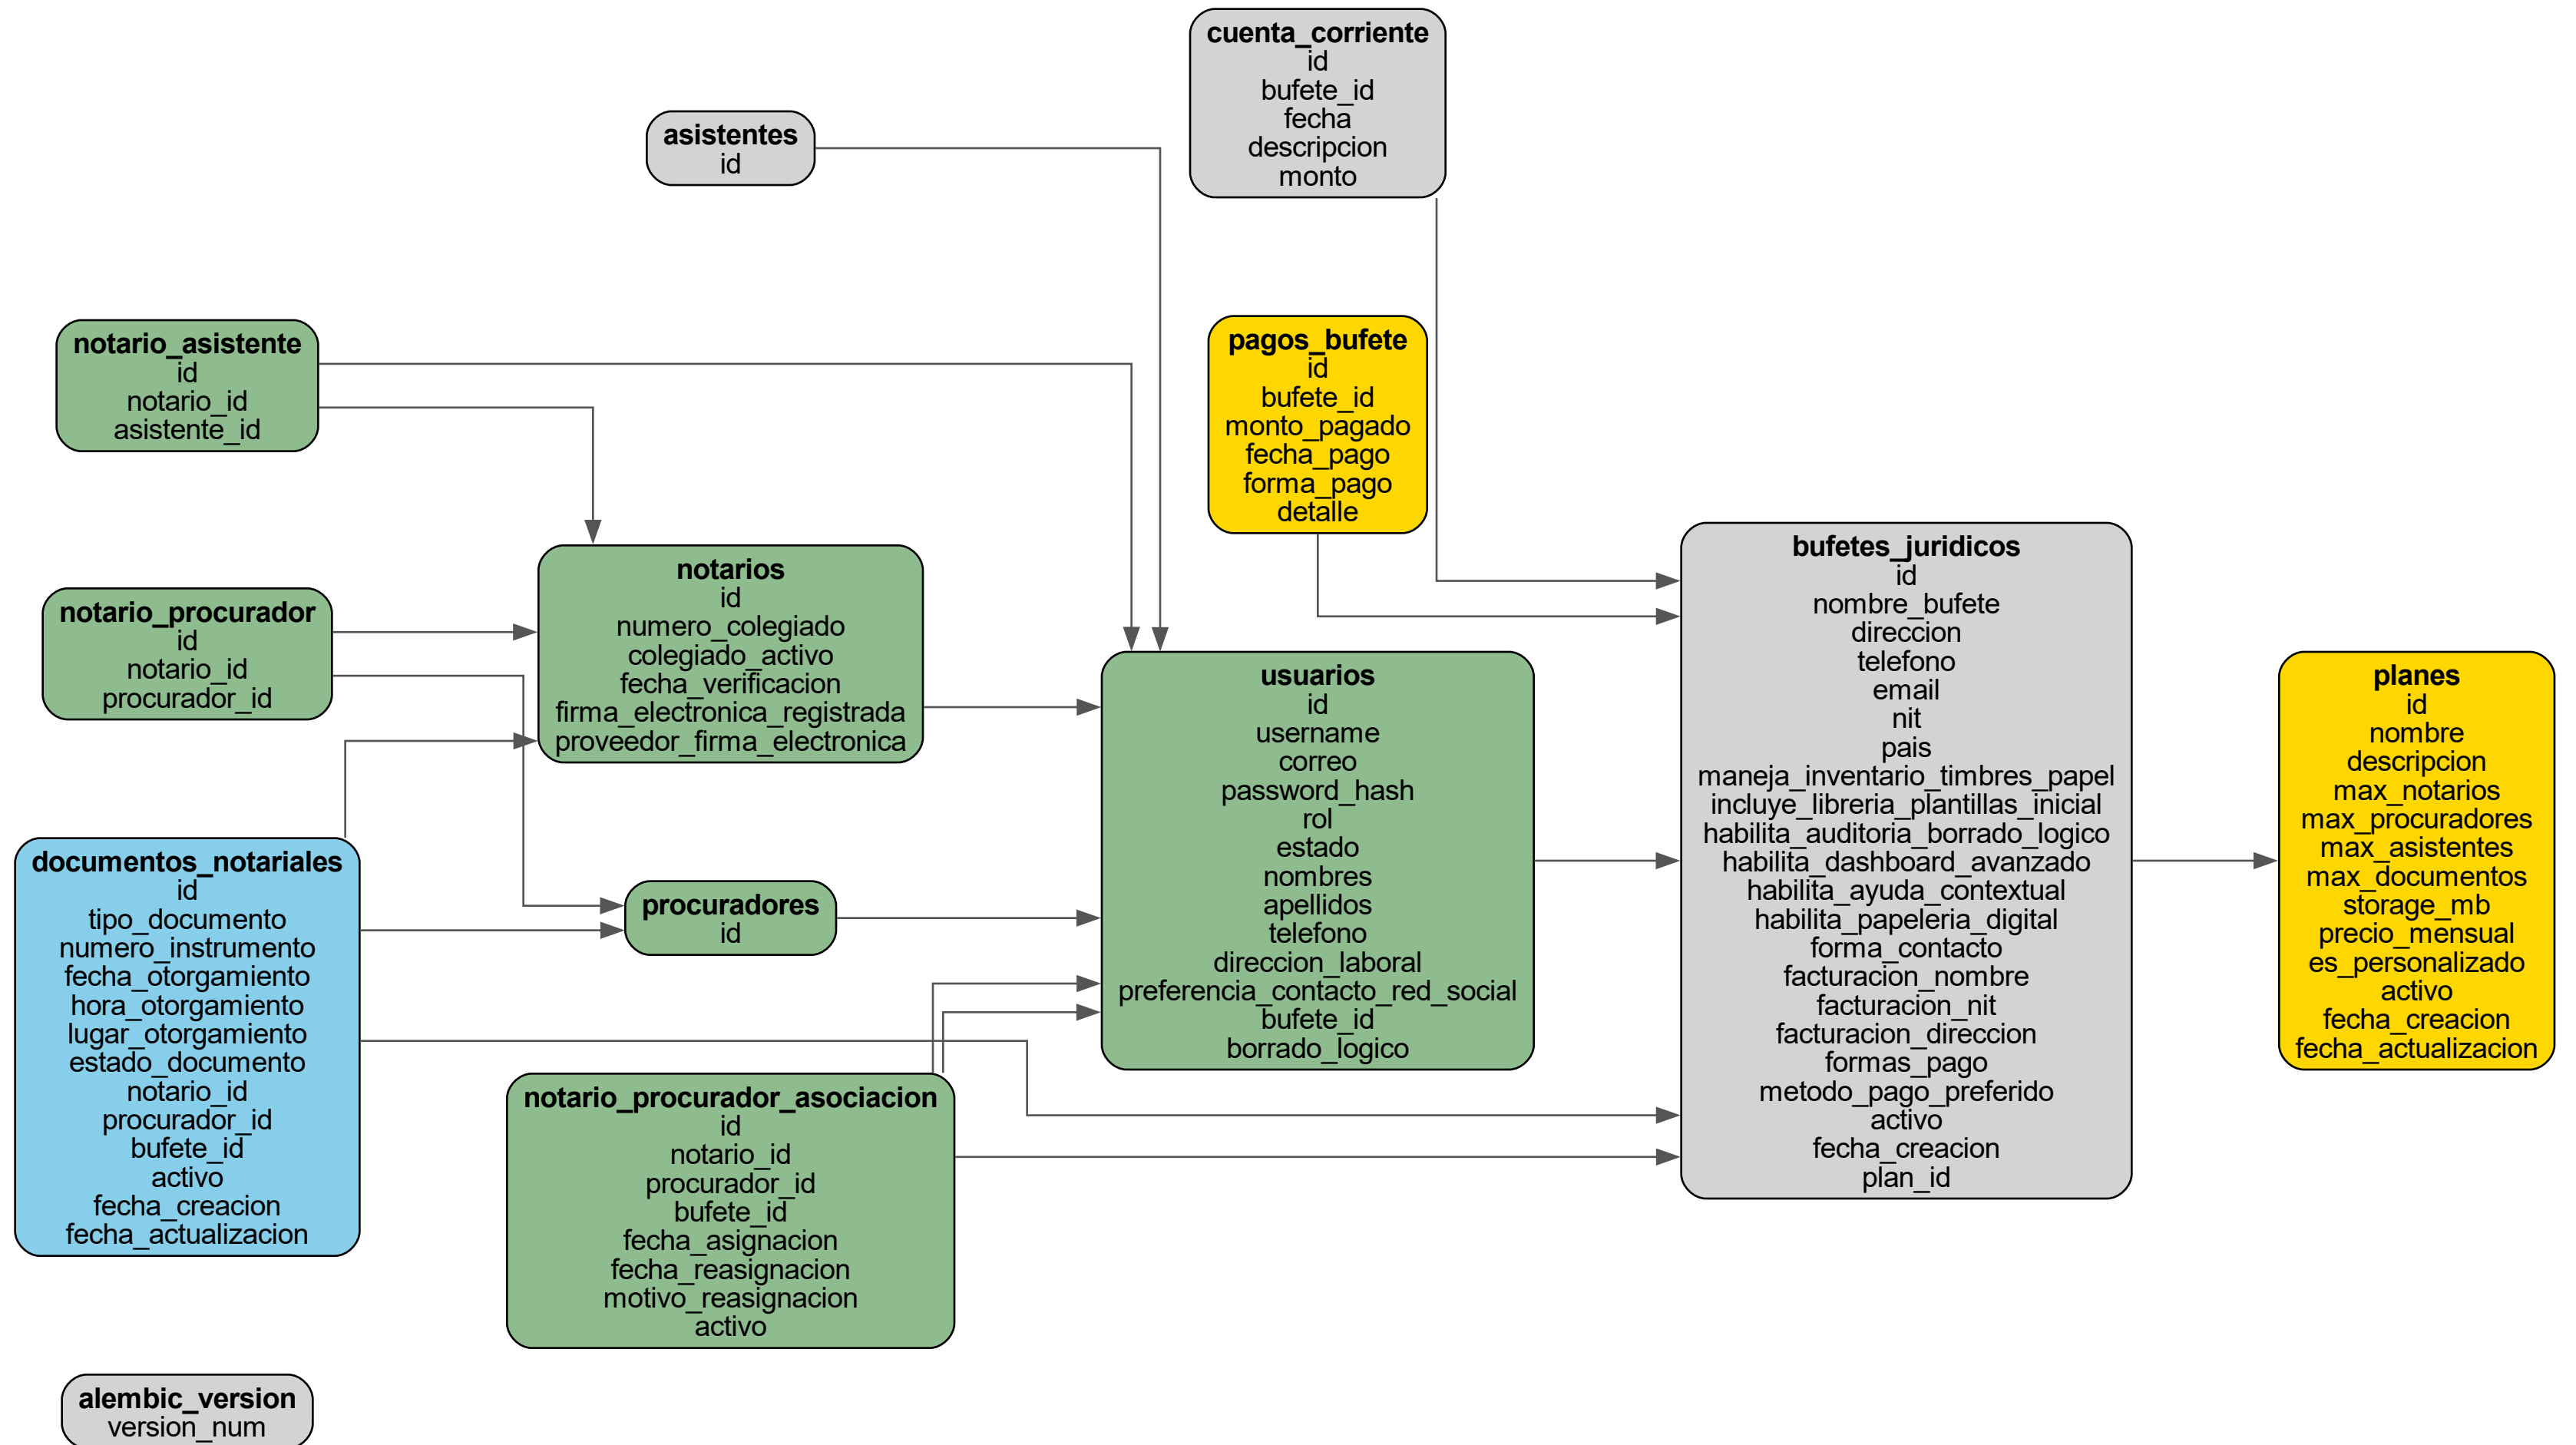 cuenta_corriente
id
bufete_id
fecha
descripcion
monto
asistentes
id
notario_asistente
id
notario_id
asistente_id
pagos_bufete
id
bufete_id
monto_pagado
fecha_pago
forma_pago
detalle
notarios
id
numero_colegiado
colegiado_activo
fecha_verificacion
firma_electronica_registrada
proveedor_firma_electronica
notario_procurador
id
notario_id
procurador_id
bufetes_juridicos
id
nombre_bufete
direccion
telefono
email
nit
pais
maneja_inventario_timbres_papel
incluye_libreria_plantillas_inicial
habilita_auditoria_borrado_logico
habilita_dashboard_avanzado
habilita_ayuda_contextual
habilita_papeleria_digital
forma_contacto
facturacion_nombre
facturacion_nit
facturacion_direccion
formas_pago
metodo_pago_preferido
activo
fecha_creacion
plan_id
usuarios
id
username
correo
password_hash
rol
estado
nombres
apellidos
telefono
direccion_laboral
preferencia_contacto_red_social
bufete_id
borrado_logico
planes
id
nombre
descripcion
max_notarios
max_procuradores
max_asistentes
max_documentos
storage_mb
precio_mensual
es_personalizado
activo
fecha_creacion
fecha_actualizacion
documentos_notariales
id
tipo_documento
numero_instrumento
fecha_otorgamiento
hora_otorgamiento
lugar_otorgamiento
estado_documento
notario_id
procurador_id
bufete_id
activo
fecha_creacion
fecha_actualizacion
procuradores
id
notario_procurador_asociacion
id
notario_id
procurador_id
bufete_id
fecha_asignacion
fecha_reasignacion
motivo_reasignacion
activo
alembic_version
version_num